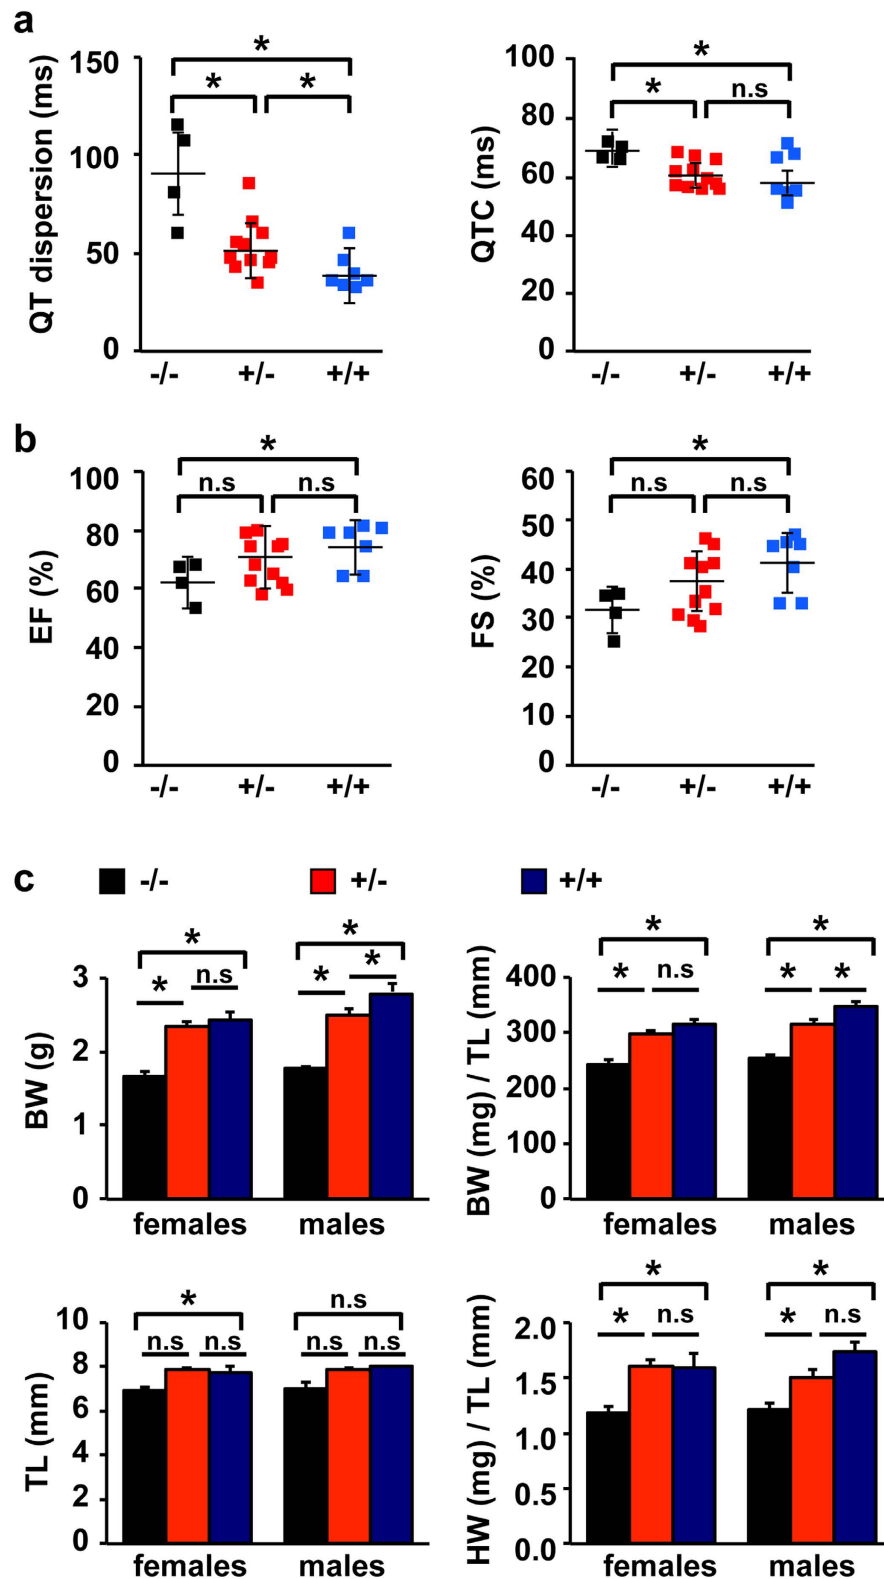 a
QT dispersion (ms)
150
100
50
0
*
*
*
-/-
+/-
+/+
QTC (ms)
100
80
60
40
20
0
*
*
n.s
-/-
+/-
+/+
b
EF (%)
100
80
60
40
20
0
*
n.s
n.s
-/-
+/-
+/+
FS (%)
60
50
40
30
20
10
0
*
n.s
n.s
-/-
+/-
+/+
c
-/-
+/-
+/+
BW (g)
3
2
1
0
*
*
n.s
*
*
*
females
males
BW (mg) / TL (mm)
400
300
200
100
0
*
*
n.s
*
*
*
females
males
TL (mm)
10
8
6
4
2
0
*
n.s
n.s
n.s
n.s
n.s
females
males
HW (mg) / TL (mm)
2.0
1.5
1.0
0.5
0.0
*
*
n.s
*
*
n.s
females
males